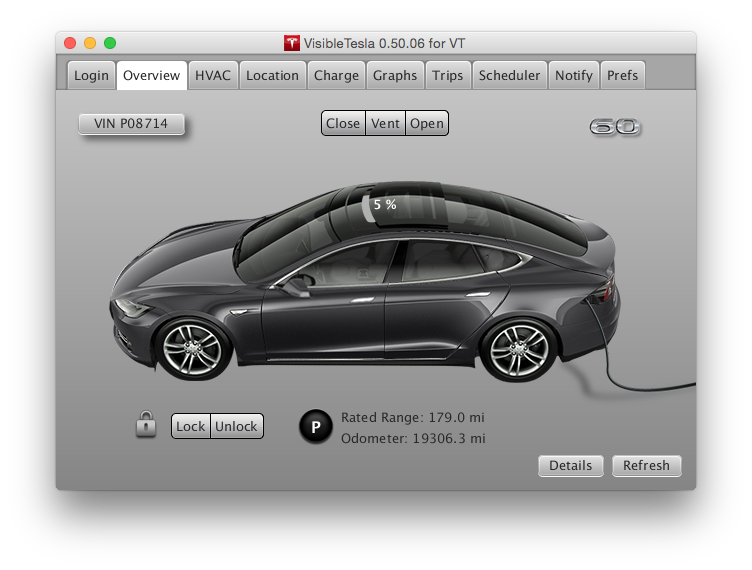 VisibleTesla 0.50.06 for VT
Login Overview HVAC Location Charge Graphs Trips Scheduler Notify Prefs
VIN P08714 Close Vent Open 60
5 %
Lock Unlock P Rated Range: 179.0 mi
Odometer: 19306.3 mi
Details Refresh